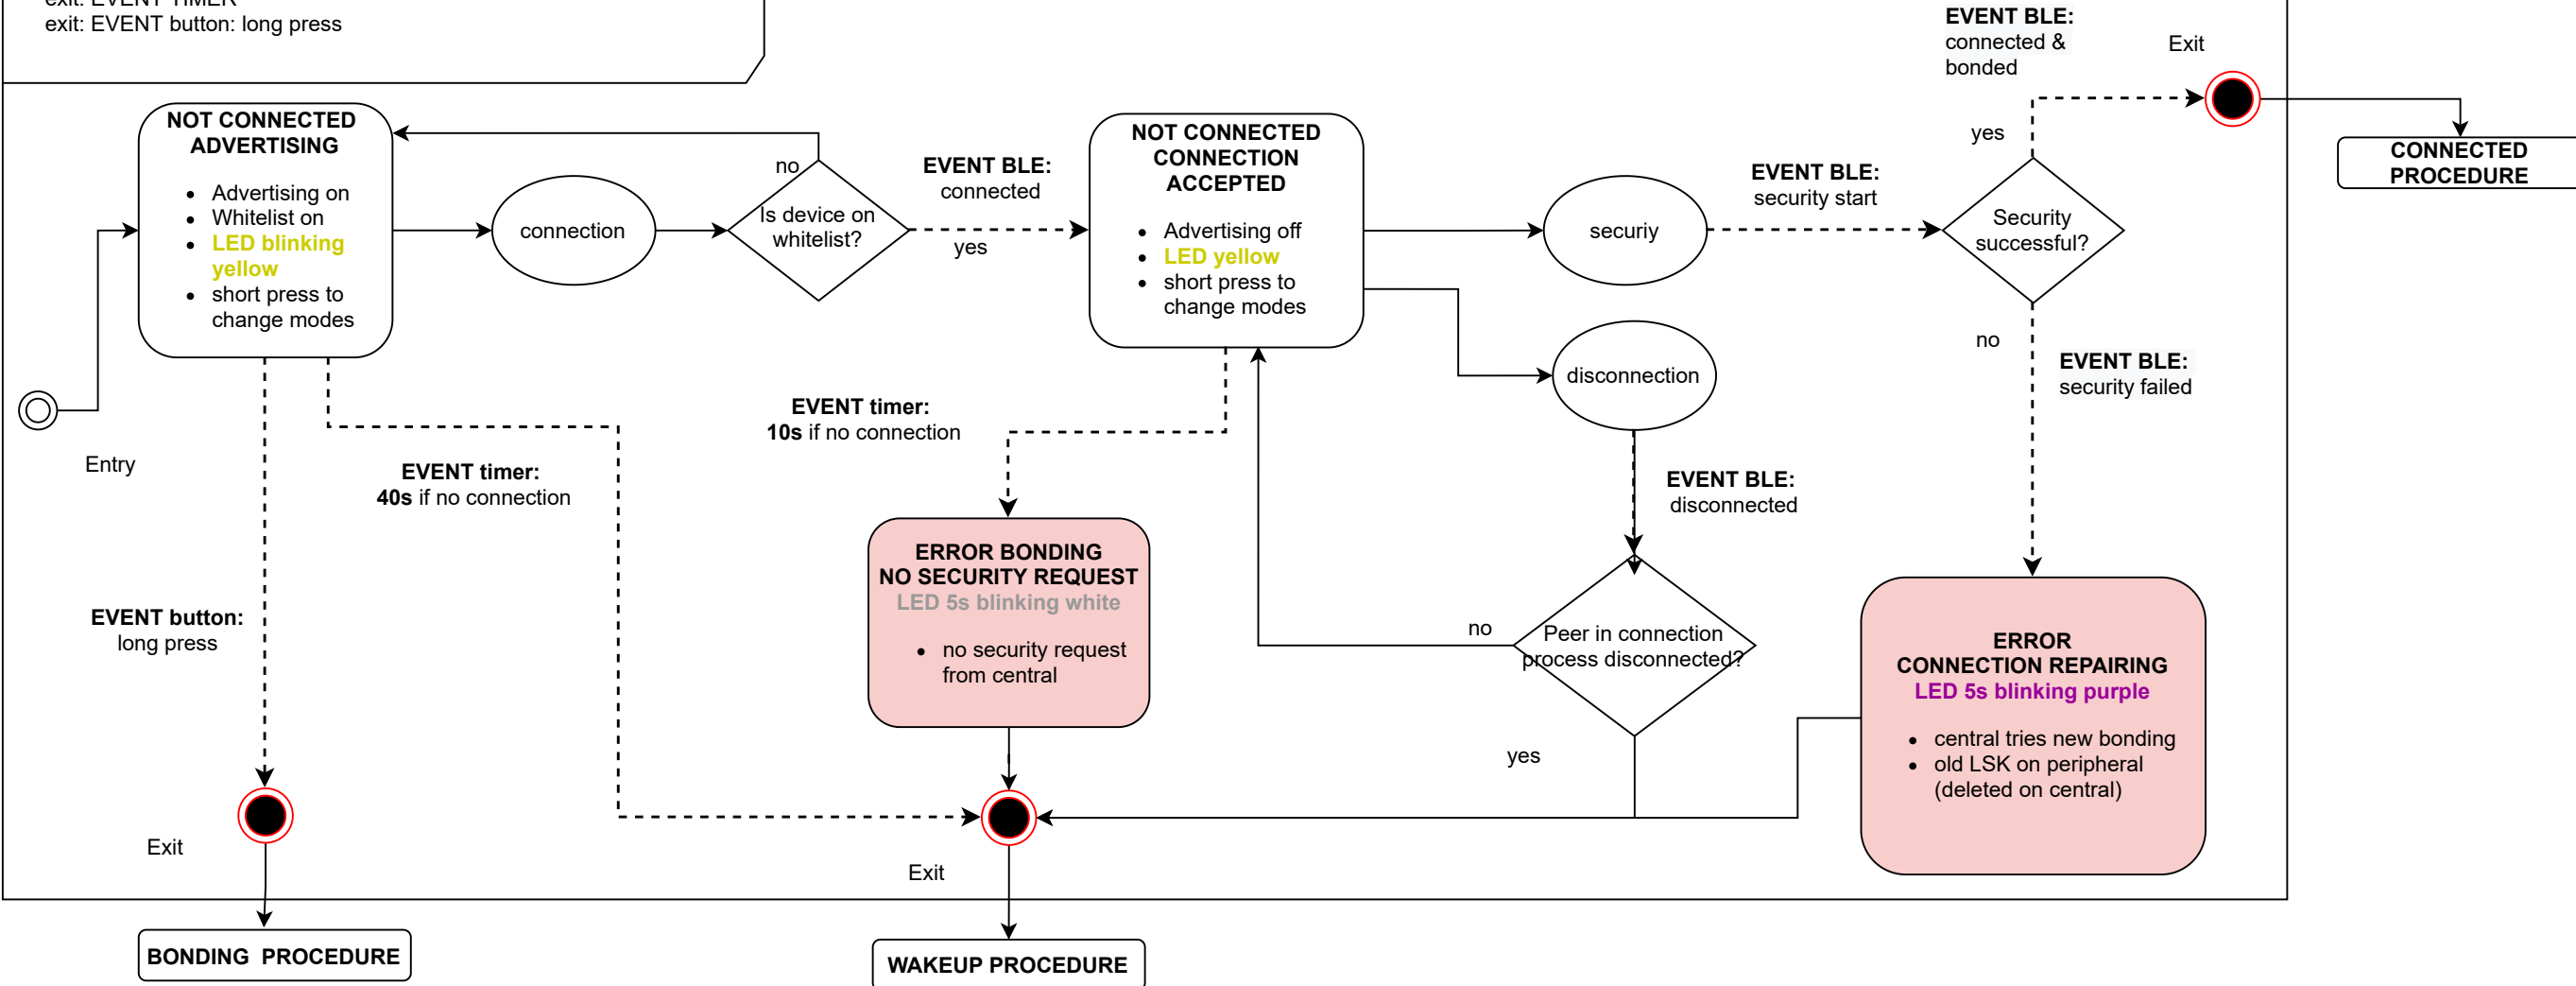 exit: EVENT TIMER
exit: EVENT button: long press
EVENT BLE:
connected &
bonded
Exit
NOT CONNECTED
ADVERTISING
Advertising on
Whitelist on
LED blinking
yellow
short press to
change modes
connection
no
Is device on
whitelist?
EVENT BLE:
connected
yes
NOT CONNECTED
CONNECTION
ACCEPTED
Advertising off
LED yellow
short press to
change modes
securiy
EVENT BLE:
security start
yes
Security
successful?
CONNECTED
PROCEDURE
no
EVENT BLE:
security failed
disconnection
EVENT timer:
10s if no connection
Entry
EVENT timer:
40s if no connection
EVENT BLE:
disconnected
ERROR BONDING
NO SECURITY REQUEST
LED 5s blinking white
no security request
from central
EVENT button:
long press
no
Peer in connection
process disconnected?
yes
ERROR
CONNECTION REPAIRING
LED 5s blinking purple
central tries new bonding
old LSK on peripheral
(deleted on central)
Exit
Exit
BONDING  PROCEDURE
WAKEUP PROCEDURE